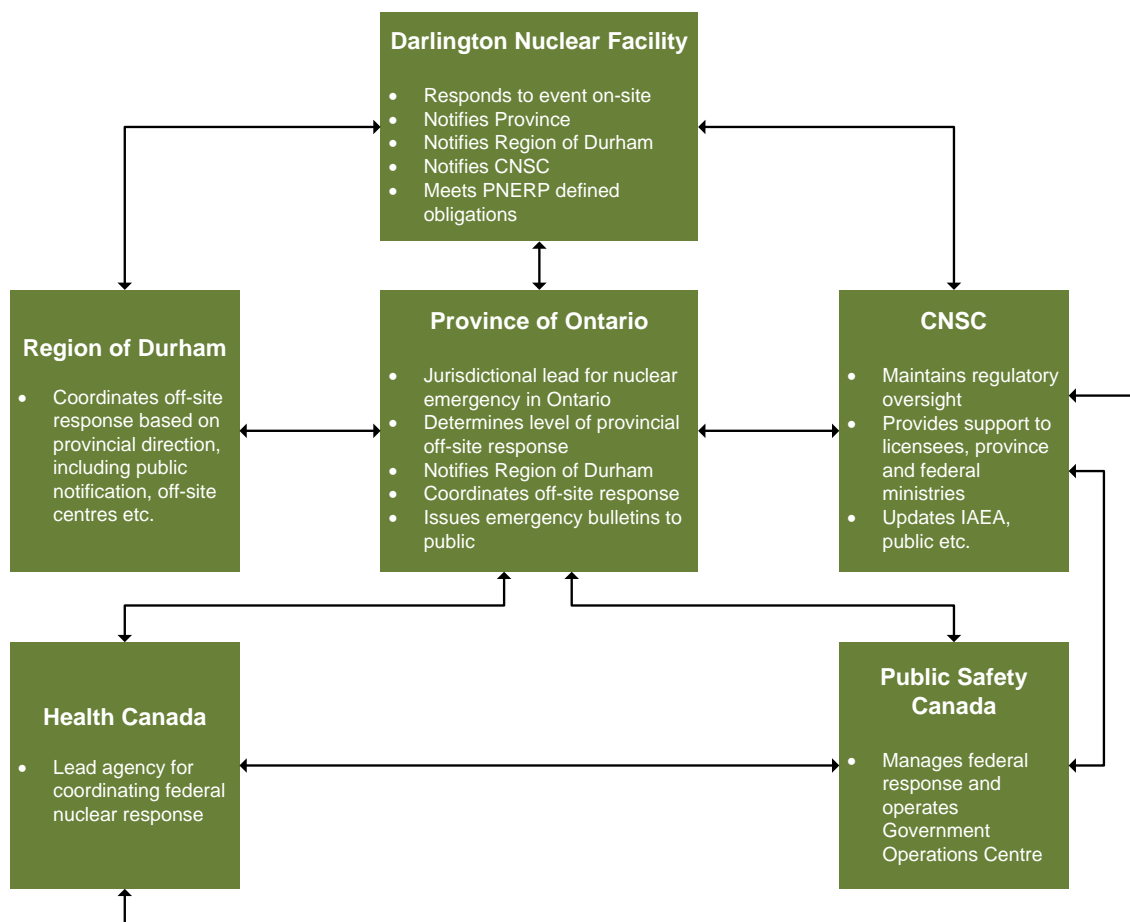 Darlington Nuclear Facility
• Responds to event on-site
• Notifies Province
• Notifies Region of Durham
• Notifies CNSC
• Meets PNERP defined
obligations
Region of Durham
• Coordinates off-site
response based on
provincial direction,
including public
notification, off-site
centres etc.
Province of Ontario
• Jurisdictional lead for nuclear
emergency in Ontario
• Determines level of provincial
off-site response
• Notifies Region of Durham
• Coordinates off-site response
• Issues emergency bulletins to
public
CNSC
• Maintains regulatory
oversight
• Provides support to
licensees, province
and federal
ministries
• Updates IAEA,
public etc.
Health Canada
• Lead agency for
coordinating federal
nuclear response
Public Safety
Canada
• Manages federal
response and
operates
Government
Operations Centre